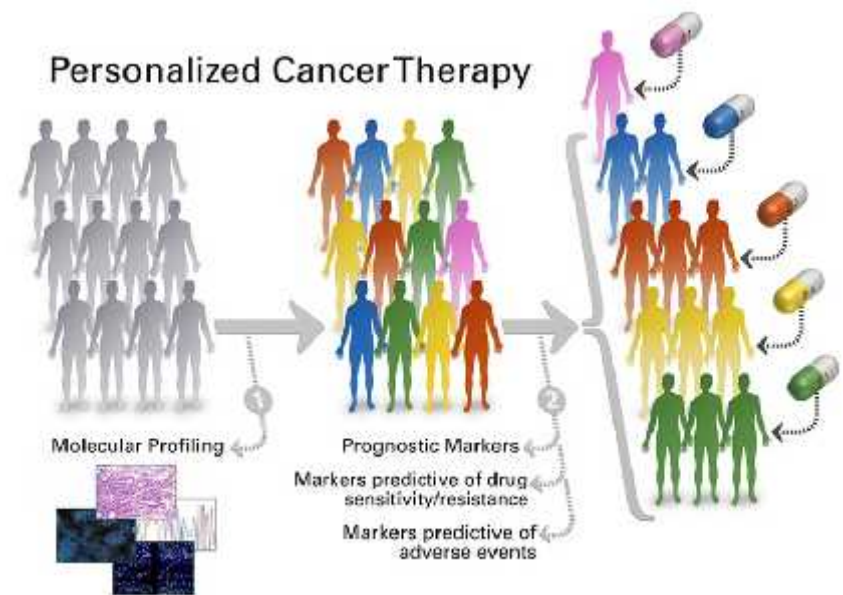 Personalized Cancer Therapy
1
Molecular Profiling
2
Prognostic Markers
Markers predictive of drug
sensitivity/resistance
Markers predictive of
adverse events